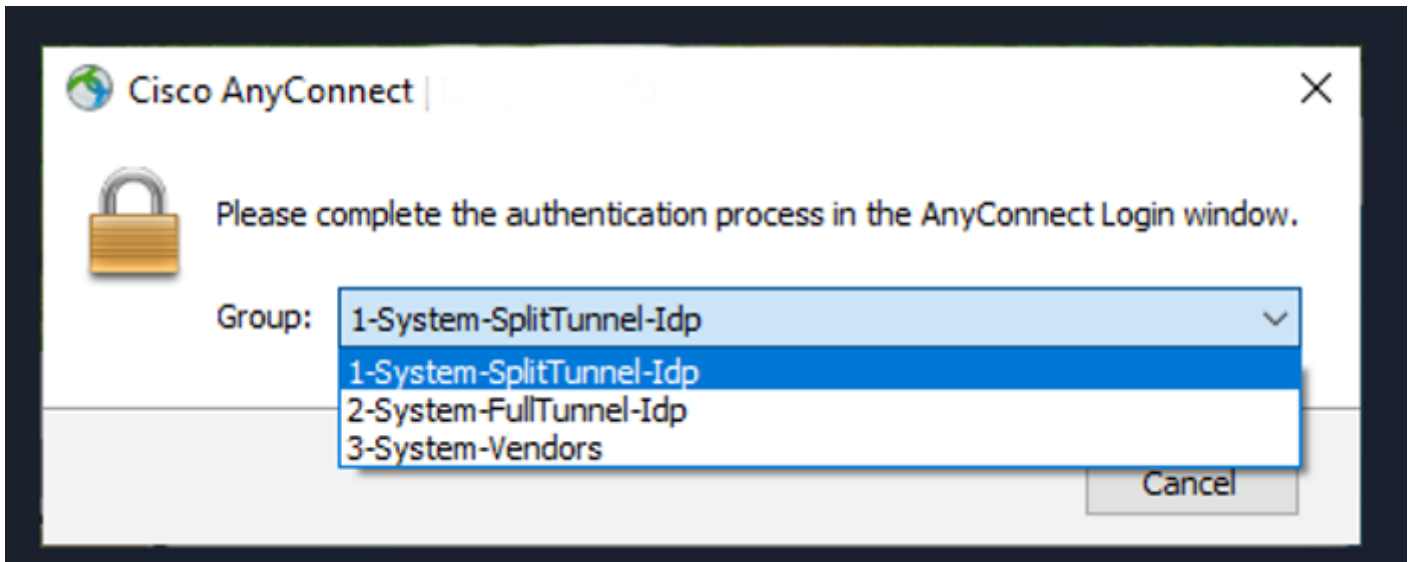 Cisco AnyConnect |
Please complete the authentication process in the AnyConnect Login window.
Group: 1-System-SplitTunnel-Idp
1-System-SplitTunnel-Idp
2-System-FullTunnel-Idp
3-System-Vendors
Cancel